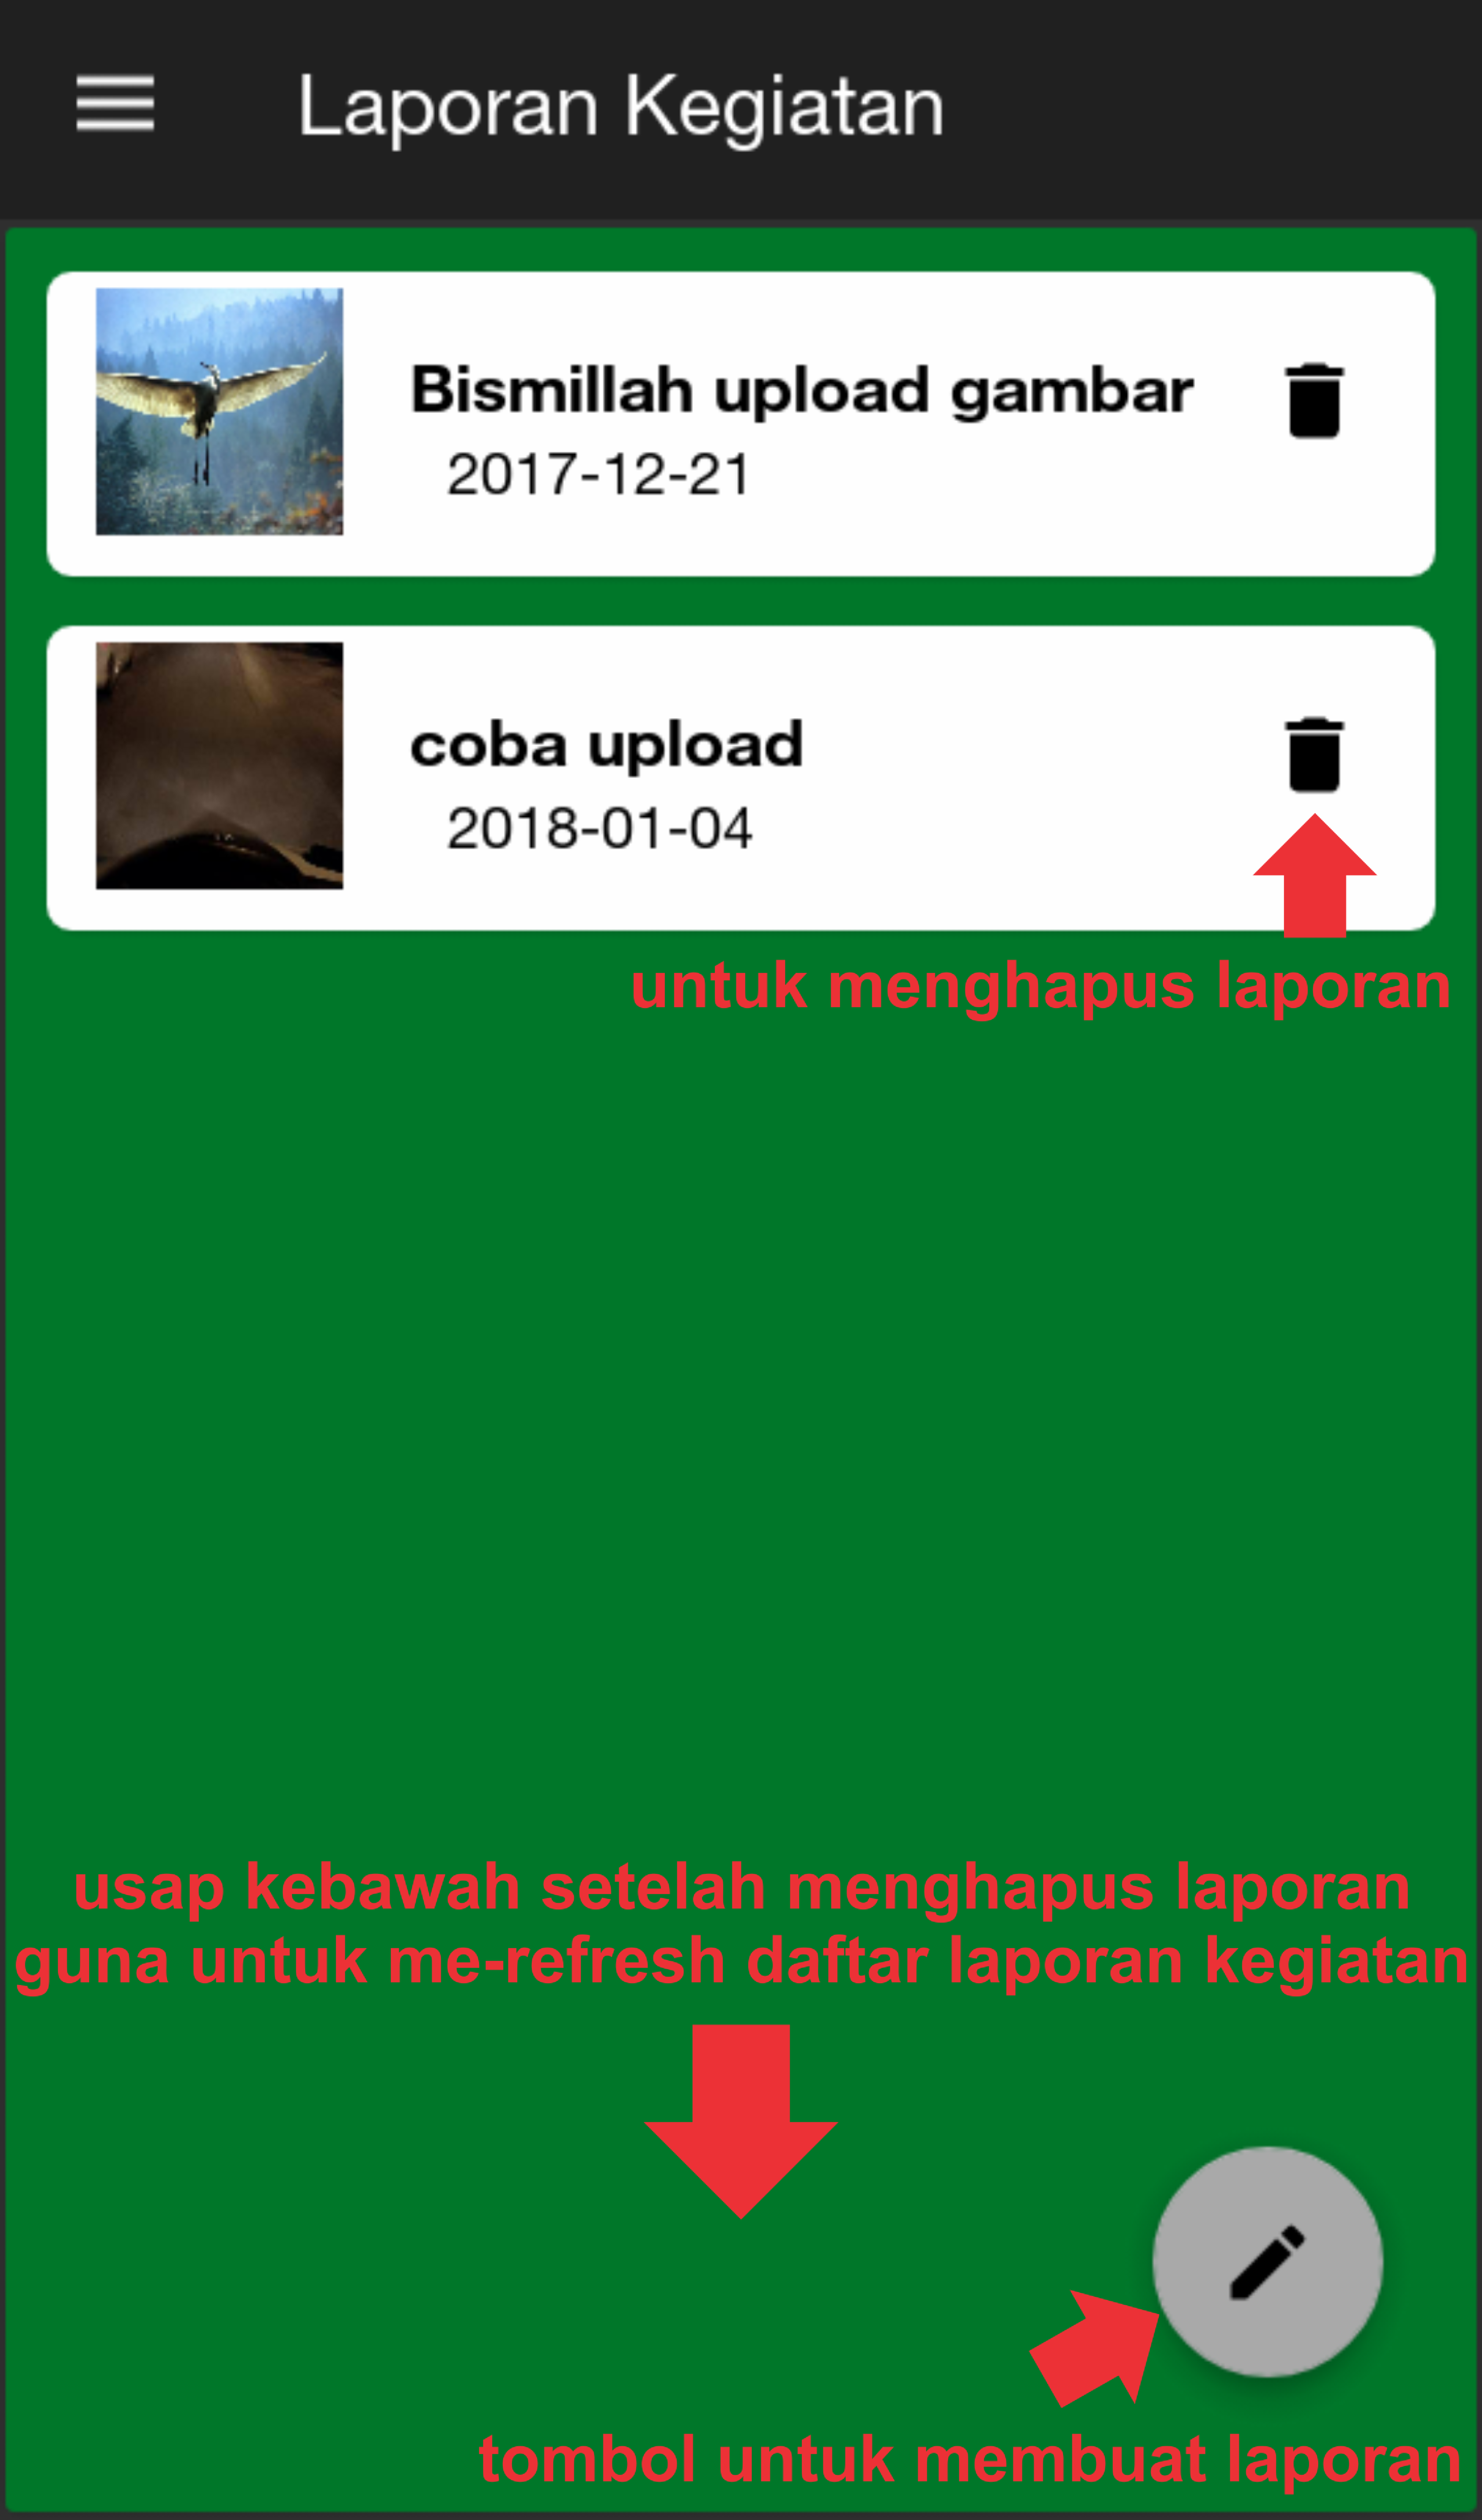 Laporan Kegiatan
Bismillah upload gambar
2017-12-21
coba upload
2018-01-04
untuk menghapus laporan
usap kebawah setelah menghapus laporan
guna untuk me-refresh daftar laporan kegiatan
tombol untuk membuat laporan